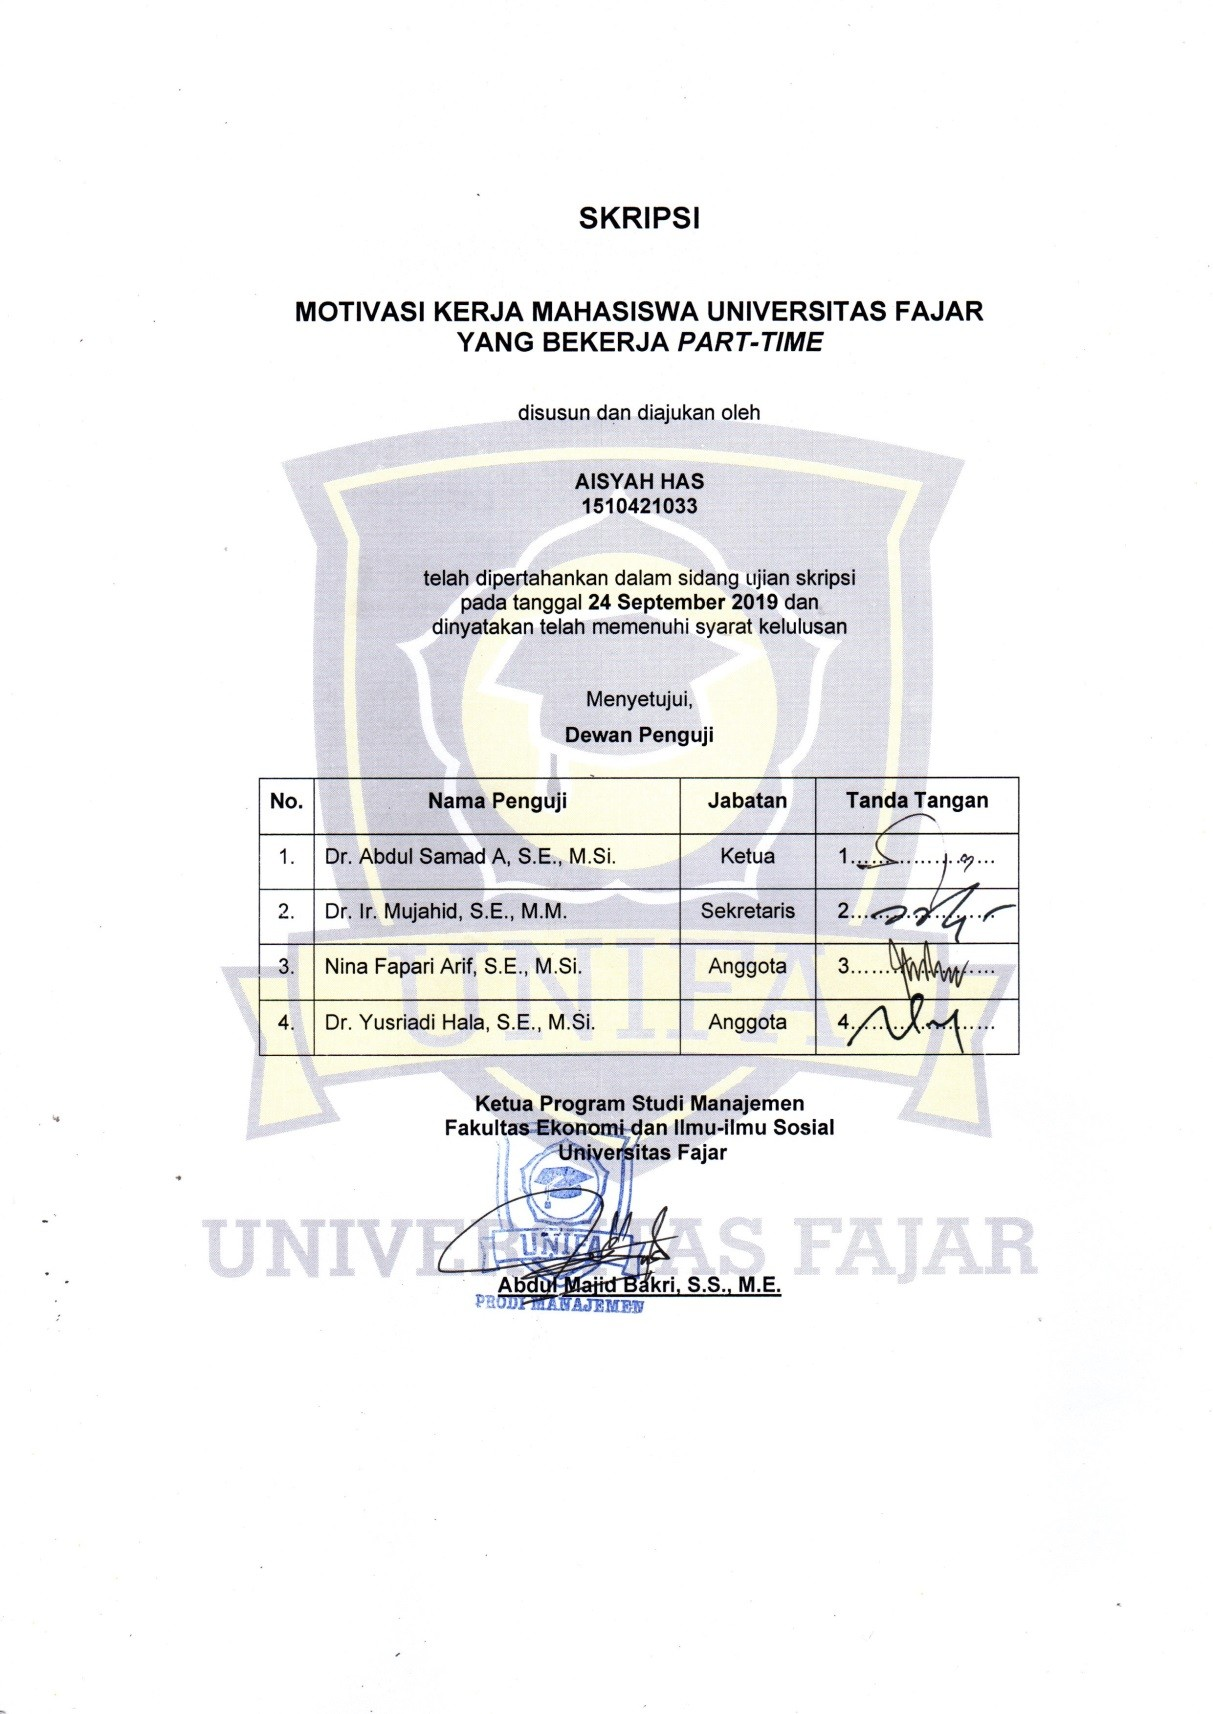 SKRIPSI
MOTIVASI KERJA MAHASISWA UNIVERSITAS FAJAR
YANG BEKERJA PART-TIME
disusun dan diajukan oleh
AISYAH HAS
1510421033
telah dipertahankan dalam sidang ujian skripsi
pada tanggal 24 September 2019 dan
dinyatakan telah memenuhi syarat kelulusan
Menyetujui,
Dewan Penguji
No. Nama Penguji Jabatan Tanda Tangan
1. Dr. Abdul Samad A, S.E., M.Si. Ketua 1...................
2. Dr. Ir. Mujahid, S.E., M.M. Sekretaris 2...................
3. Nina Fapari Arif, S.E., M.Si. Anggota 3...................
4. Dr. Yusriadi Hala, S.E., M.Si. Anggota 4...................
UNIFA
Ketua Program Studi Manajemen
Fakultas Ekonomi dan Ilmu-ilmu Sosial
Universitas Fajar
UNIFA
UNIVERSITAS FAJAR
Abdul Majid Bakri, S.S., M.E.
PRODI MANAJEMEN